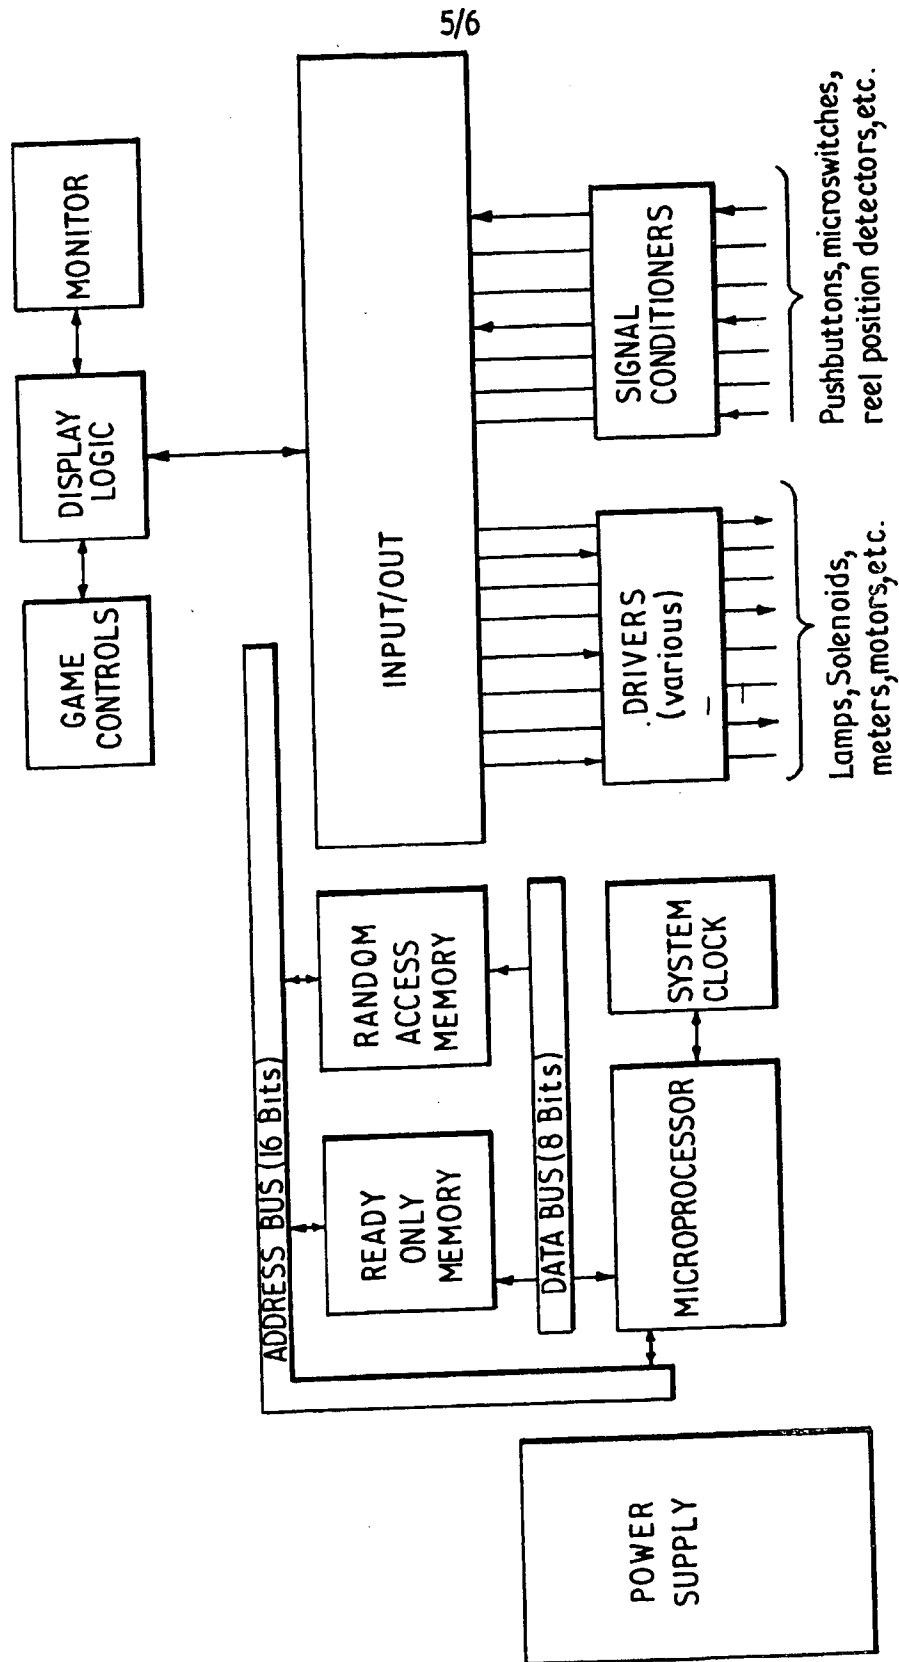 5/6
GAME
CONTROLS
DISPLAY
LOGIC
MONITOR
ADDRESS BUS (16 Bits)
READY
ONLY
MEMORY
RANDOM
ACCESS
MEMORY
INPUT/OUT
DATA BUS (8 Bits)
POWER
SUPPLY
MICROPROCESSOR
SYSTEM
CLOCK
DRIVERS
(various)
SIGNAL
CONDITIONERS
Lamps, Solenoids,
meters, motors, etc.
Pushbuttons, microswitches,
reel position detectors, etc.